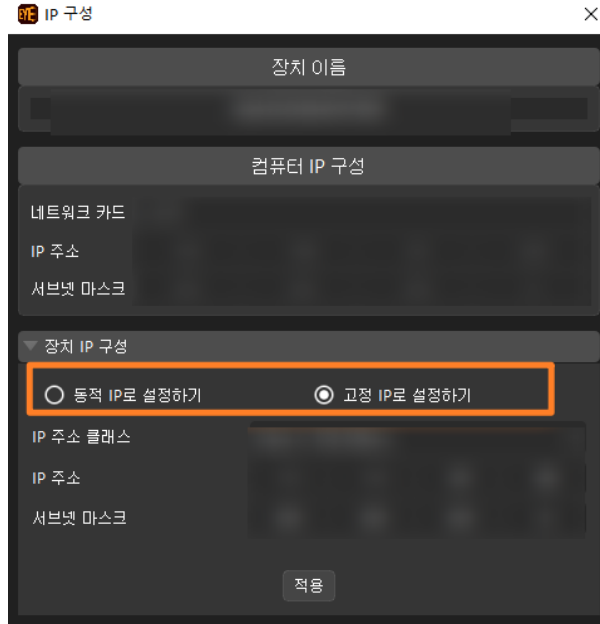 EYE IP 구성
장치 이름
컴퓨터 IP 구성
네트워크 카드
IP 주소
서브넷 마스크
장치 IP 구성
동적 IP로 설정하기 고정 IP로 설정하기
IP 주소 클래스
IP 주소
서브넷 마스크
적용